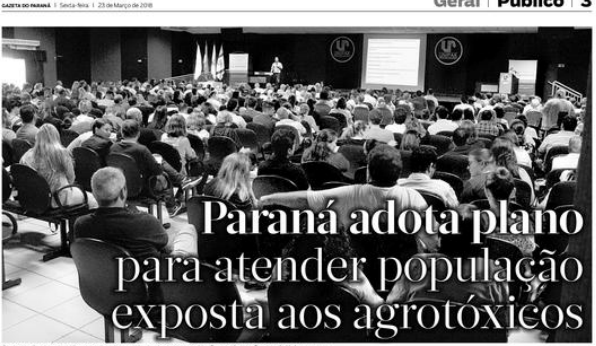 GAZETA DO PARANÁ | Sexta-feira | 23 de Março de 2018
Geral | Público | 3
Paraná adota plano
para atender população
exposta aos agrotóxicos